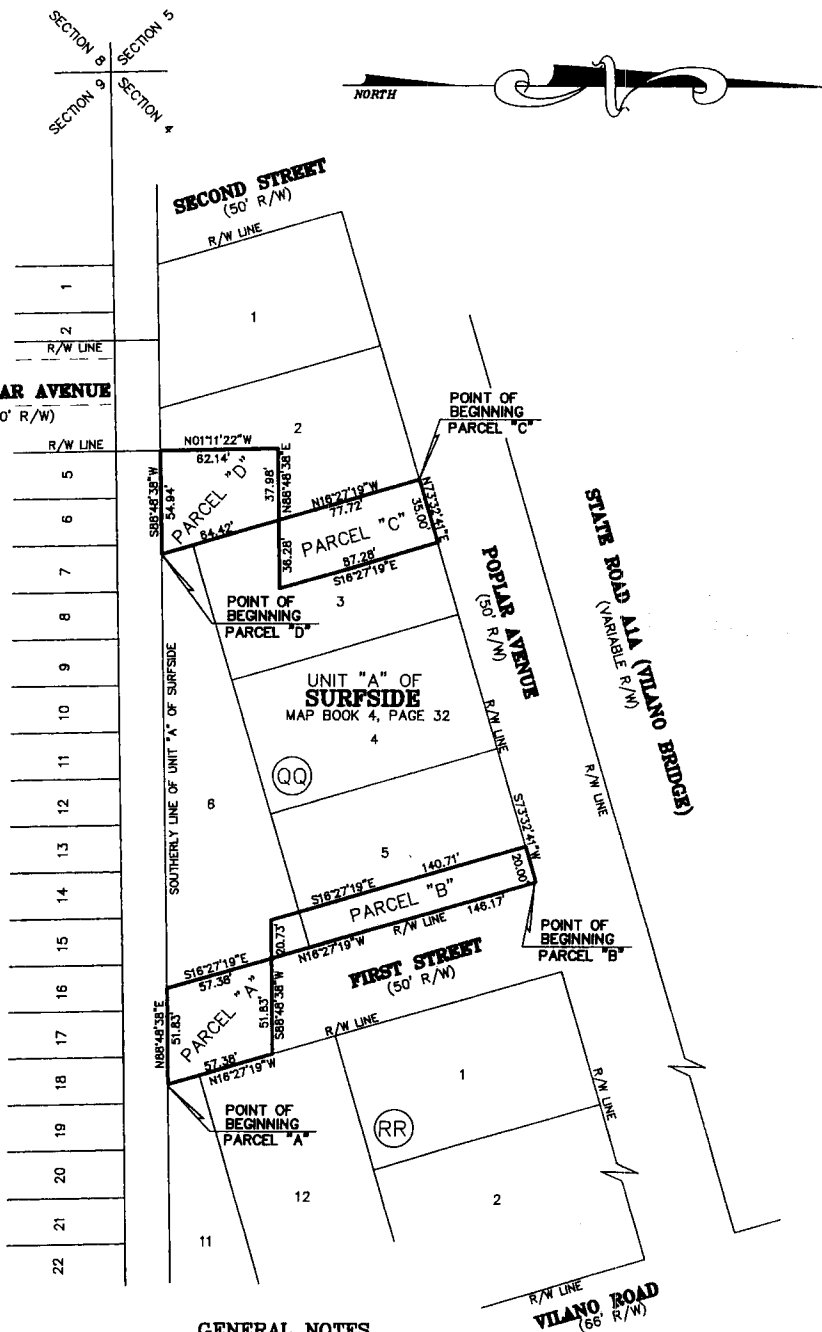 SECTION 8
SECTION 5
SECTION 9
SECTION 4
NORTH
SECOND STREET
(50' R/W)
R/W LINE
1
1
2
R/W LINE
AR AVENUE
0' R/W)
R/W LINE
2
POINT OF
BEGINNING
PARCEL "C"
N01°11'22"W
62.14'
S88°48'38"W
54.94'
PARCEL "D"
37.98'
N88°48'38"E
64.42'
N16°27'19"W
77.72'
PARCEL "C"
N73°32'41"E
35.00'
36.28'
87.28'
S16°27'19"E
3
POINT OF
BEGINNING
PARCEL "D"
5
6
7
8
9
10
11
12
13
14
15
16
17
18
19
20
21
22
SOUTHERLY LINE OF UNIT "A" OF SURFSIDE
6
UNIT "A" OF
SURFSIDE
MAP BOOK 4, PAGE 32
4
QQ
POPLAR AVENUE
(50' R/W)
R/W LINE
STATE ROAD A1A (VILANO BRIDGE)
(VARIABLE R/W)
R/W LINE
S73°32'41"W
20.00'
5
140.71'
S16°27'19"E
PARCEL "B"
20.73'
146.17'
R/W LINE
N16°27'19"W
POINT OF
BEGINNING
PARCEL "B"
FIRST STREET
(50' R/W)
R/W LINE
S16°27'19"E
57.38'
N88°48'38"E
51.83'
PARCEL "A"
51.83'
S88°48'38"W
57.38'
N16°27'19"W
POINT OF
BEGINNING
PARCEL "A"
1
RR
R/W LINE
12
2
11
R/W LINE
VILANO ROAD
(66' R/W)
GENERAL NOTES